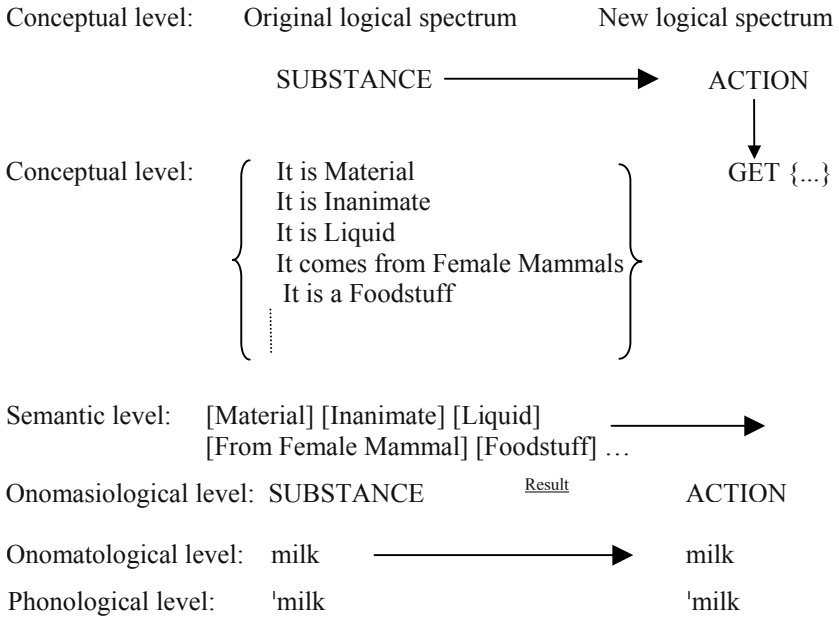 Conceptual level: Original logical spectrum New logical spectrum
SUBSTANCE ACTION
Conceptual level: It is Material GET {...}
It is Inanimate
It is Liquid
It comes from Female Mammals
It is a Foodstuff
Semantic level: [Material] [Inanimate] [Liquid]
[From Female Mammal] [Foodstuff] …
Onomasiological level: SUBSTANCE Result ACTION
Onomatological level: milk milk
Phonological level: ˈmilk ˈmilk